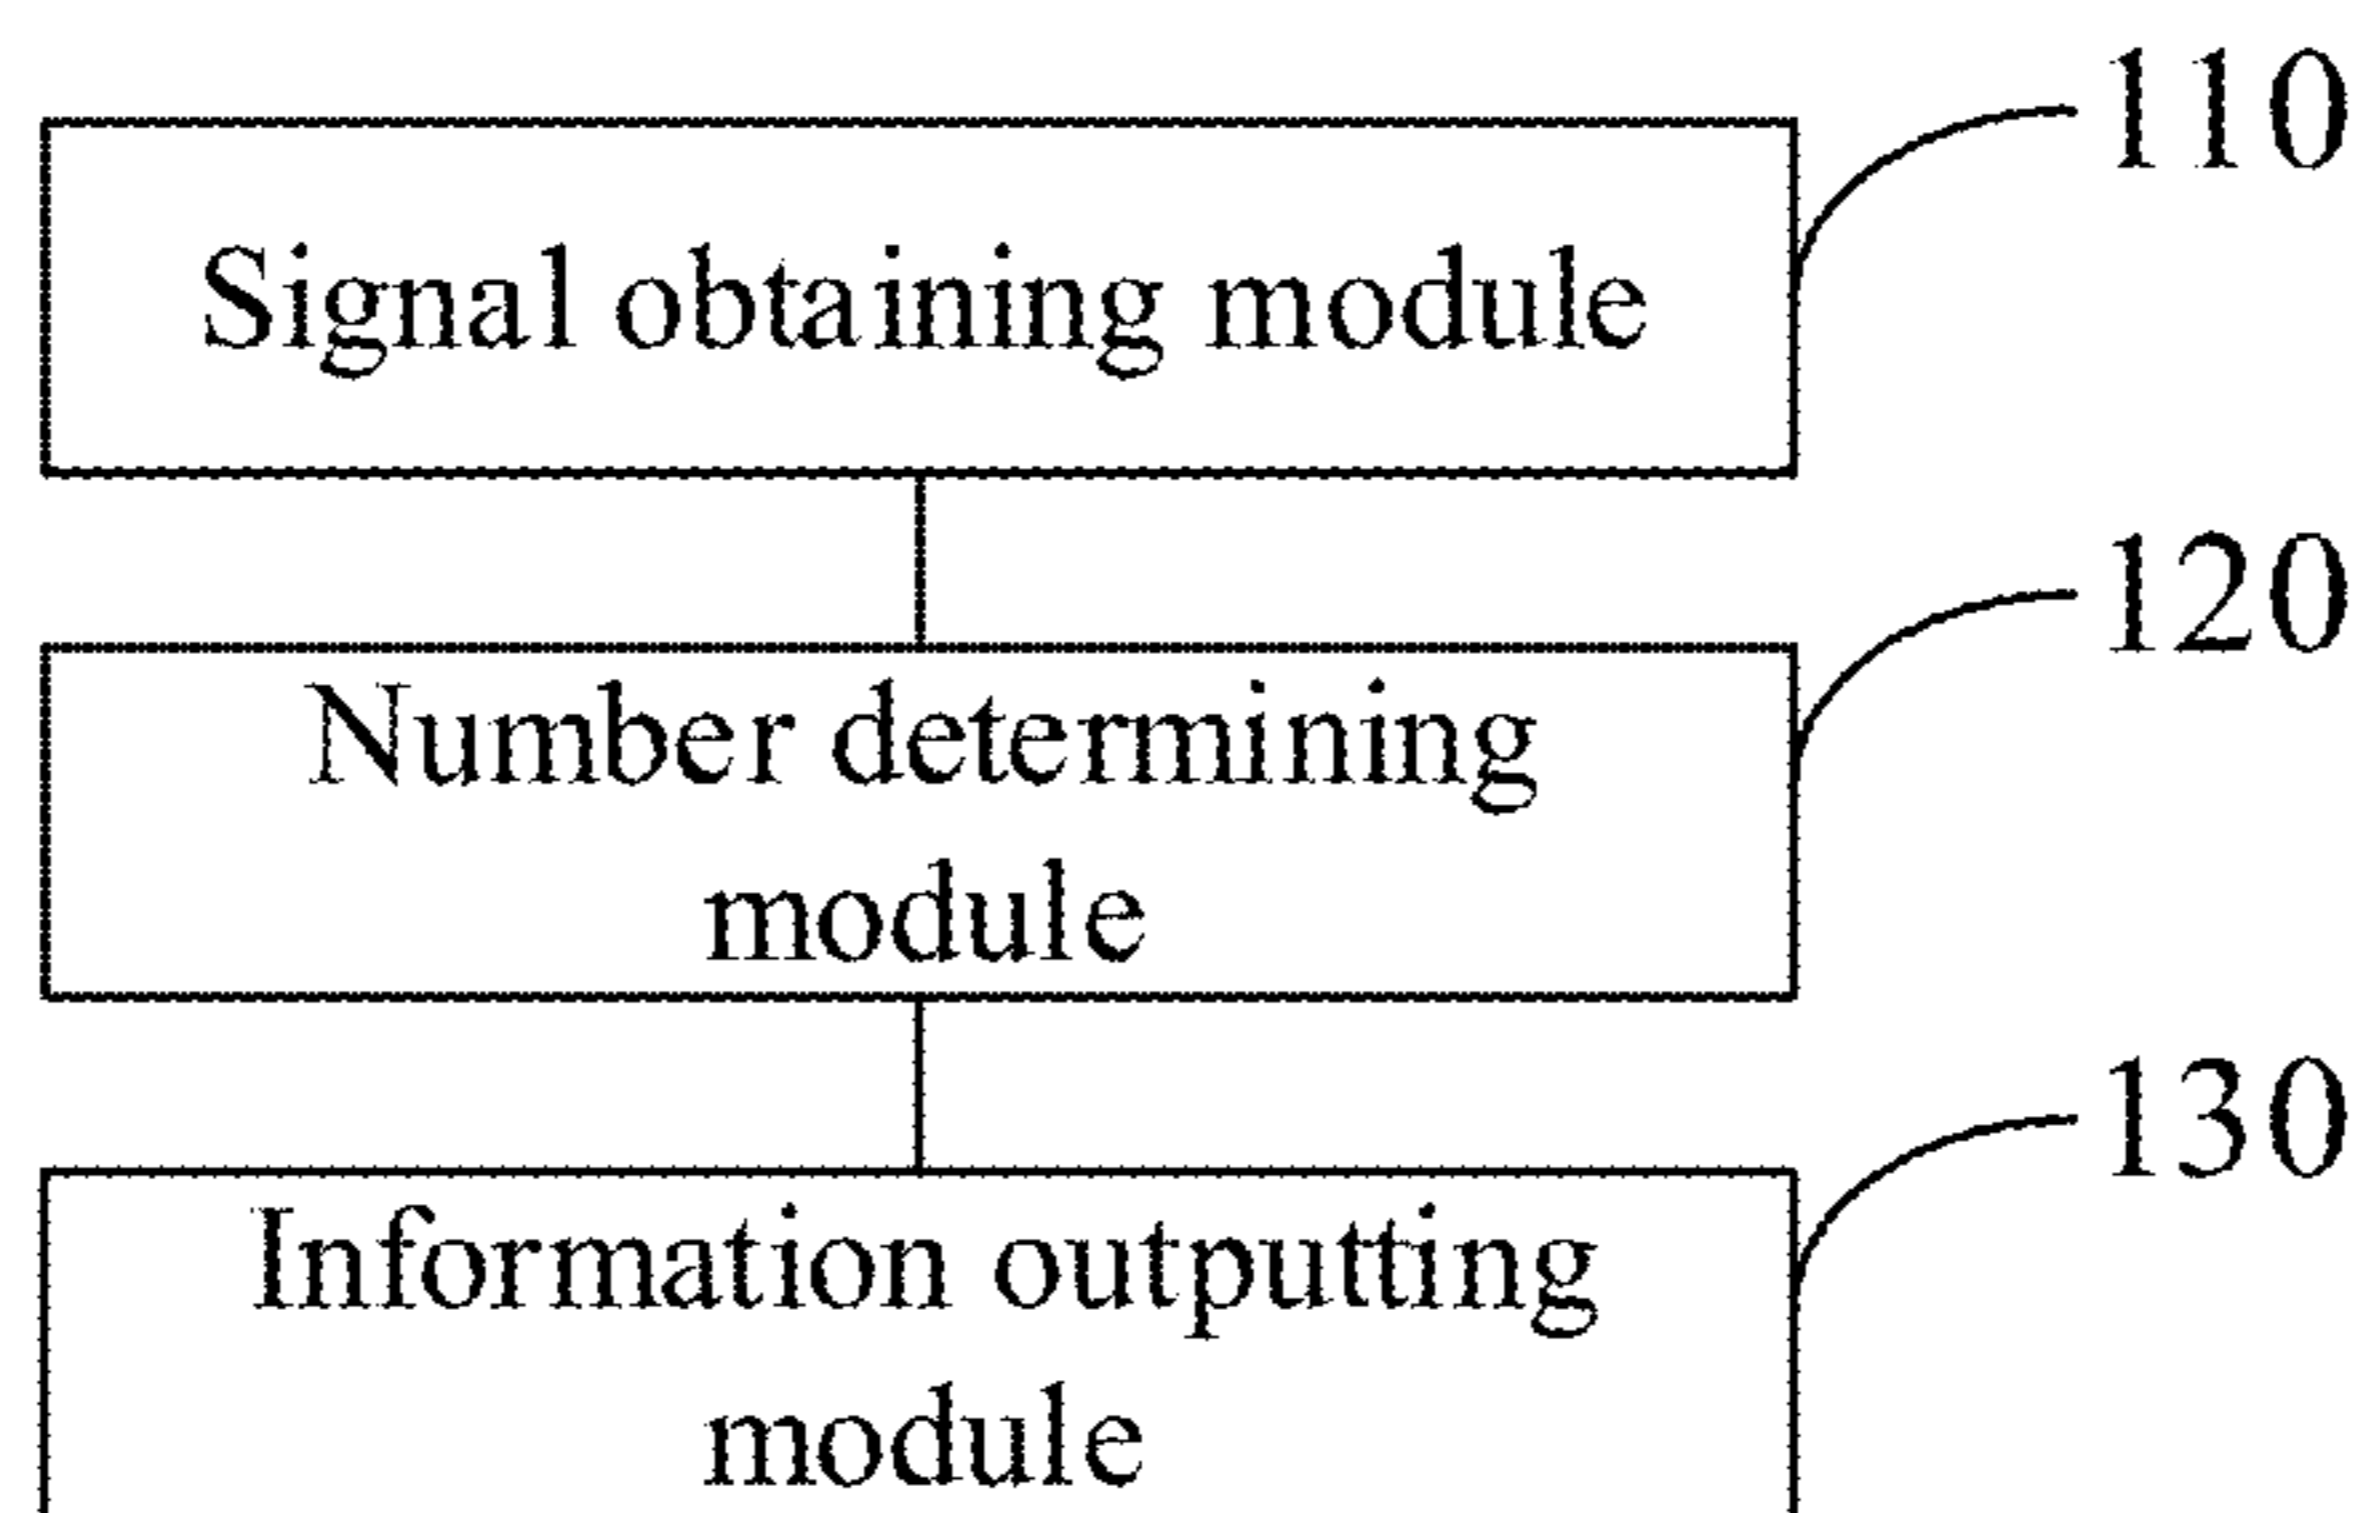 110
Signal obtaining module
120
Number determining
module
130
Information outputting
module